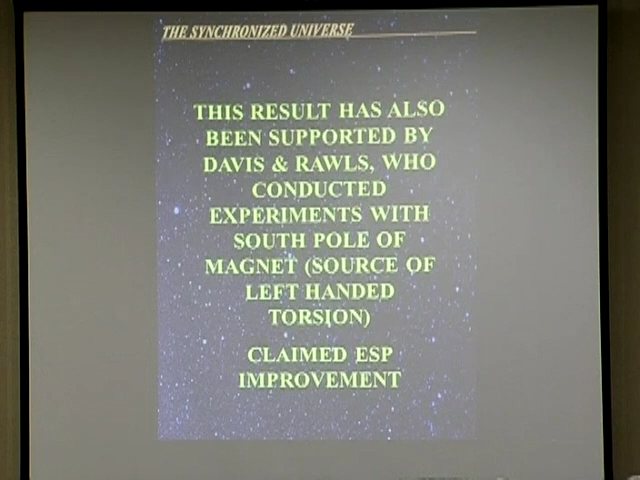 THE SYNCHRONIZED UNIVERSE
THIS RESULT HAS ALSO
BEEN SUPPORTED BY
DAVIS & RAWLS, WHO
CONDUCTED
EXPERIMENTS WITH
SOUTH POLE OF
MAGNET (SOURCE OF
LEFT HANDED
TORSION)
CLAIMED ESP
IMPROVEMENT